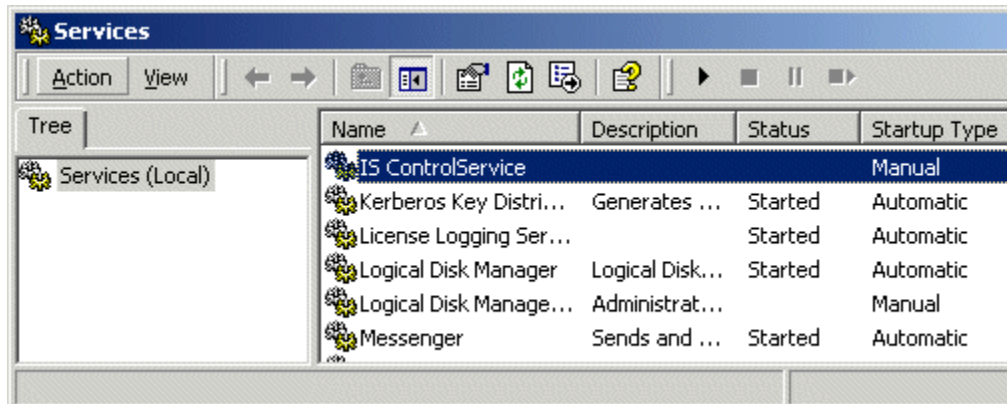 Services
Action View
Tree
Name Description Status Startup Type
Services (Local)
IS ControlService Manual
Kerberos Key Distri... Generates ... Started Automatic
License Logging Ser... Started Automatic
Logical Disk Manager Logical Disk... Started Automatic
Logical Disk Manage... Administrat... Manual
Messenger Sends and ... Started Automatic